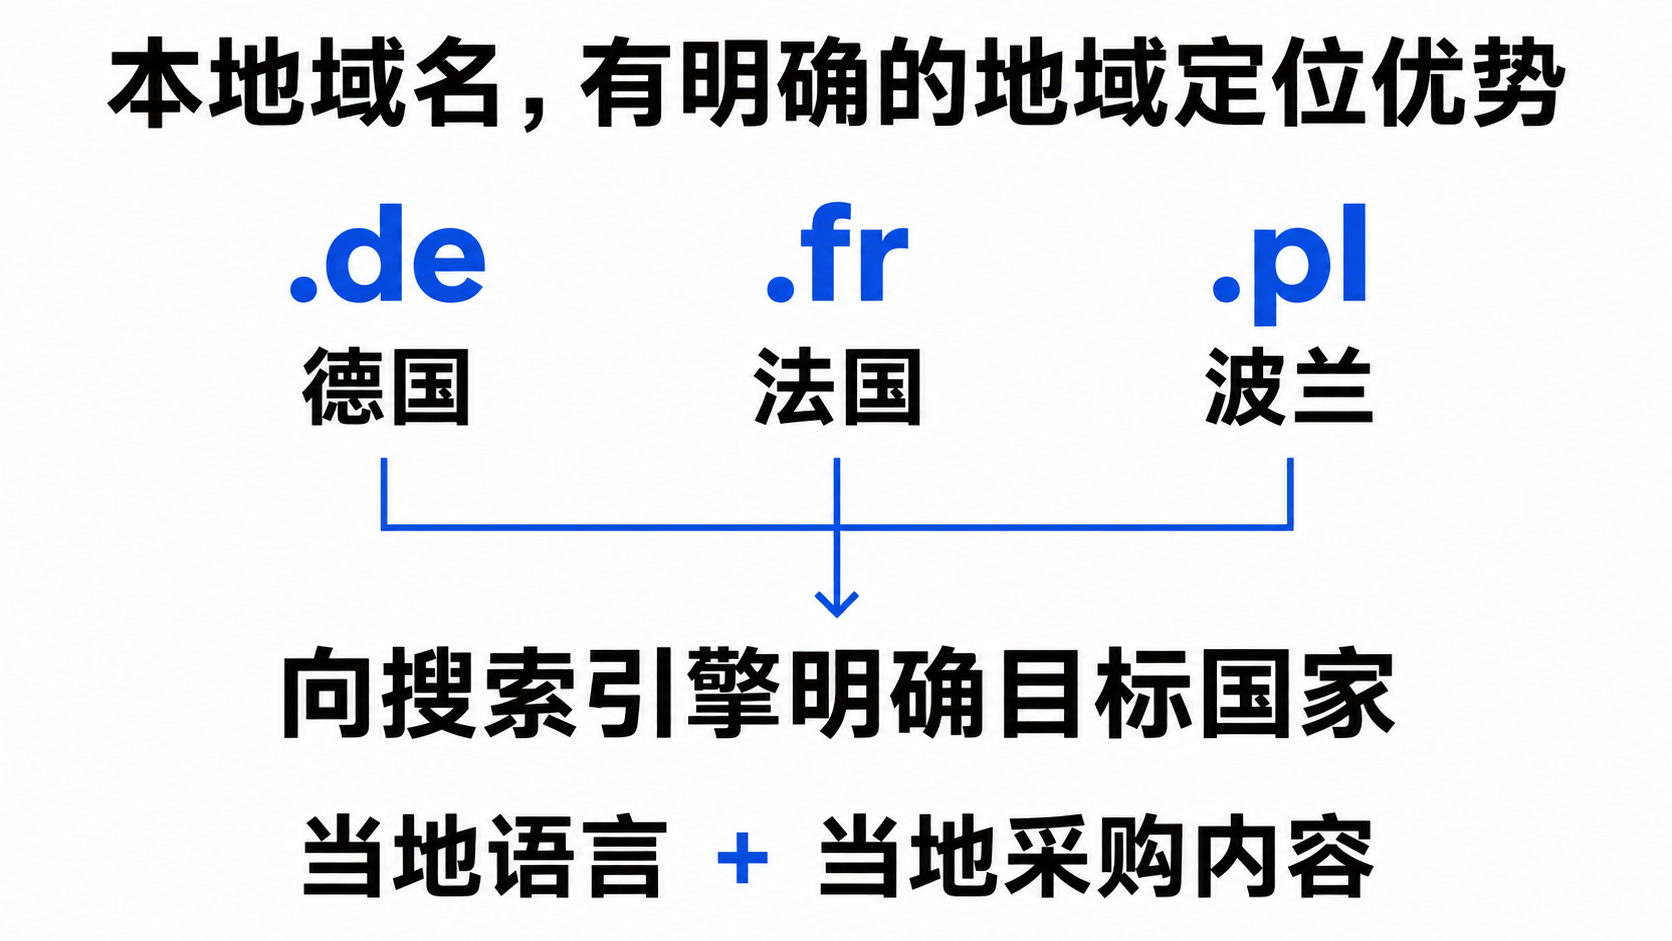 本地域名，有明确的地域定位优势
.de .fr .pl
德国 法国 波兰
向搜索引擎明确目标国家
当地语言 + 当地采购内容